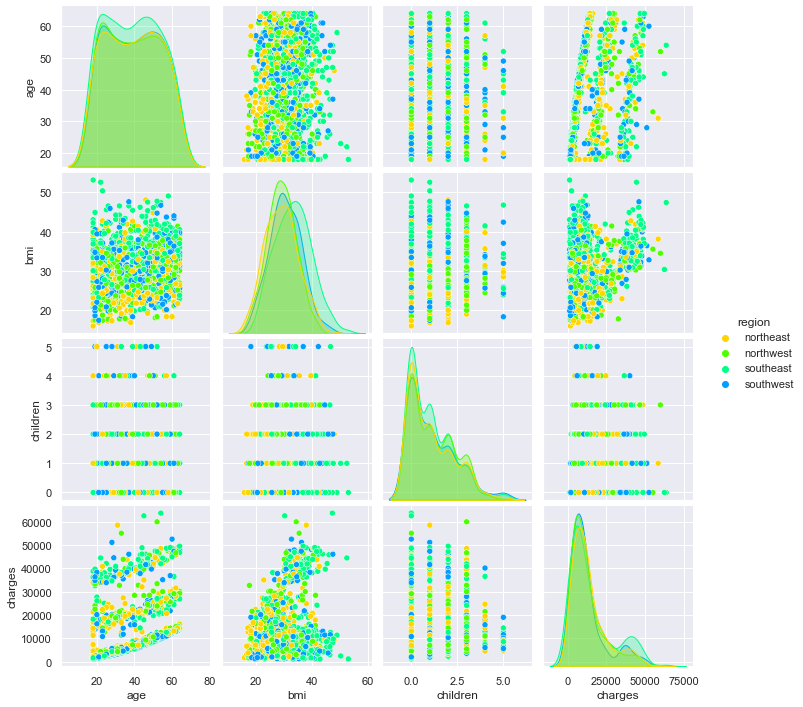 60
50
40
30
20
age
50
40
30
20
bmi
region
northeast
northwest
southeast
southwest
5
4
3
2
1
0
children
60000
50000
40000
30000
20000
10000
0
charges
20 40 60 80
age
20 40 60
bmi
0.0 2.5 5.0
children
0 25000 50000 75000
charges